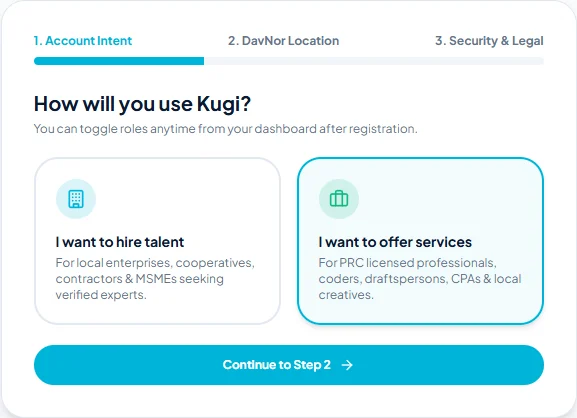 1. Account Intent
2. DavNor Location
3. Security & Legal
How will you use Kugi?
You can toggle roles anytime from your dashboard after registration.
I want to hire talent
For local enterprises, cooperatives,
contractors & MSMEs seeking
verified experts.
I want to offer services
For PRC licensed professionals,
coders, draftspersons, CPAs & local
creatives.
Continue to Step 2 →